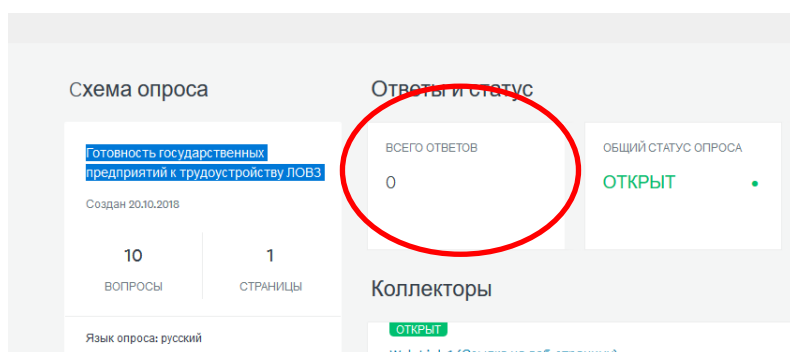 Схема опроса
Готовность государственных
предприятий к трудоустройству ЛОВЗ
Создан 20.10.2018
10
ВОПРОСЫ
1
СТРАНИЦЫ
Язык опроса: русский
Ответы и статус
ВСЕГО ОТВЕТОВ
0
ОБЩИЙ СТАТУС ОПРОСА
ОТКРЫТ
Коллекторы
ОТКРЫТ